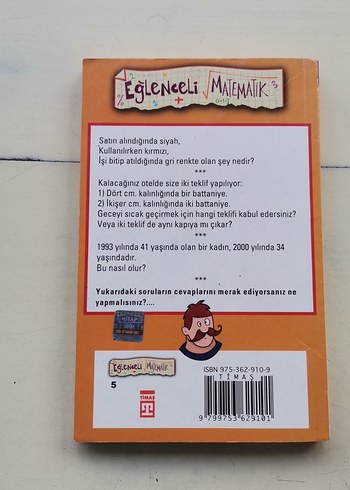 Eğlenceli Matematik
Satın alındığında siyah,
Kullanılırken kırmızı,
İşi bitip atıldığında gri renkte olan şey nedir?
***
Kalacağınız otelde size iki teklif yapılıyor:
1) Dört cm. kalınlığında bir battaniye.
2) İkişer cm. kalınlığında iki battaniye.
Geceyi sıcak geçirmek için hangi teklifi kabul edersiniz?
Veya iki teklif de aynı kapıya mı çıkar?
***
1993 yılında 41 yaşında olan bir kadın, 2000 yılında 34
yaşındadır.
Bu nasıl olur?
***
Yukarıdaki soruların cevaplarını merak ediyorsanız ne
yapmalısınız?....
Eğlenceli Matematik
5
TİMAŞ
ISBN 975-362-910-9
TİMAŞ
9 799753 629101